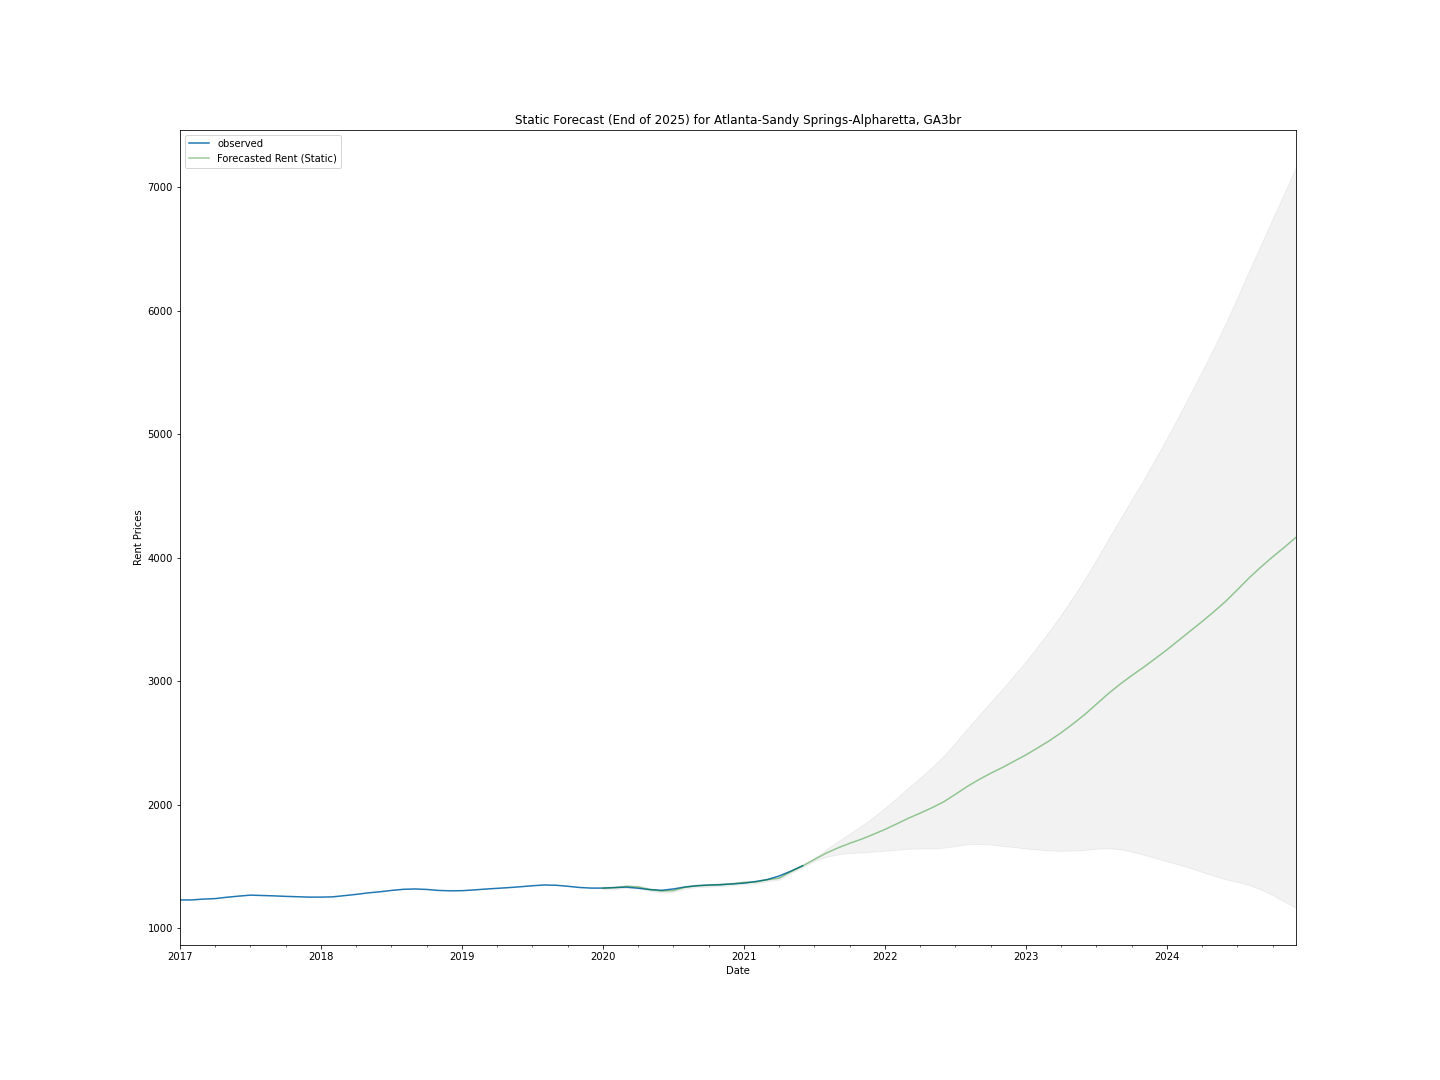 Static Forecast (End of 2025) for Atlanta-Sandy Springs-Alpharetta, GA3br
observed
Forecasted Rent (Static)
7000
6000
5000
4000
3000
2000
1000
Rent Prices
2017 2018 2019 2020 2021 2022 2023 2024
Date